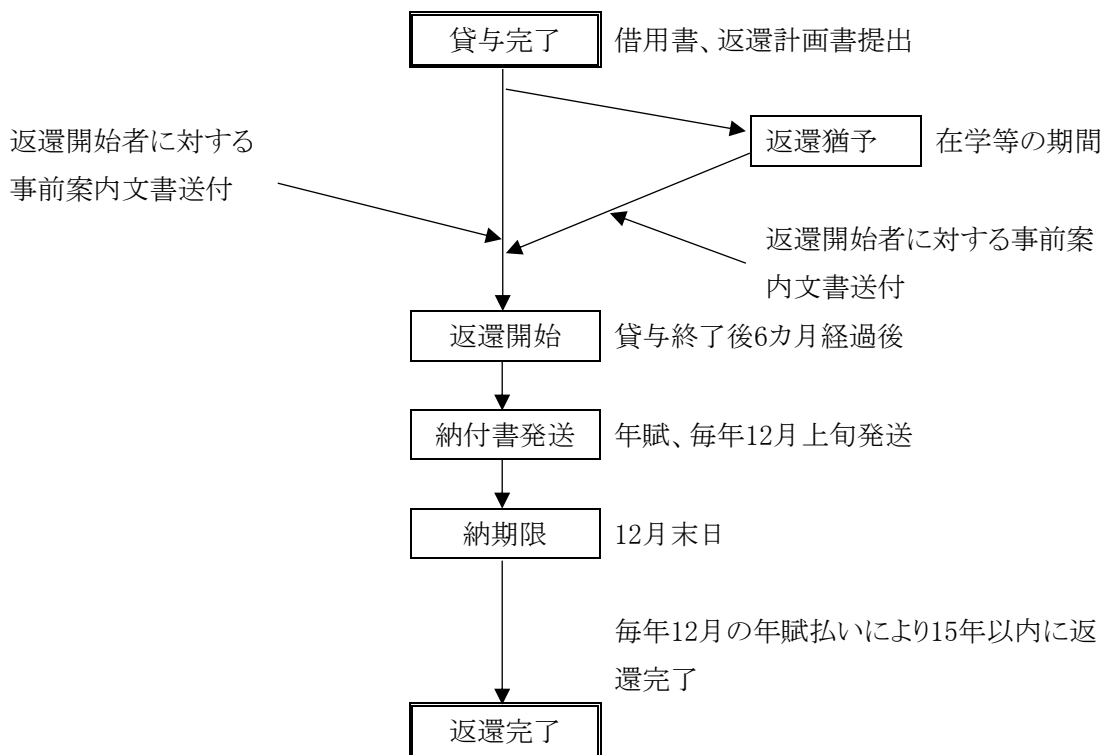 貸与完了
借用書、返還計画書提出
返還開始者に対する
事前案内文書送付
返還猶予
在学等の期間
返還開始者に対する事前案
内文書送付
返還開始
貸与終了後6カ月経過後
納付書発送
年賦、毎年12月上旬発送
納期限
12月末日
毎年12月の年賦払いにより15年以内に返
還完了
返還完了